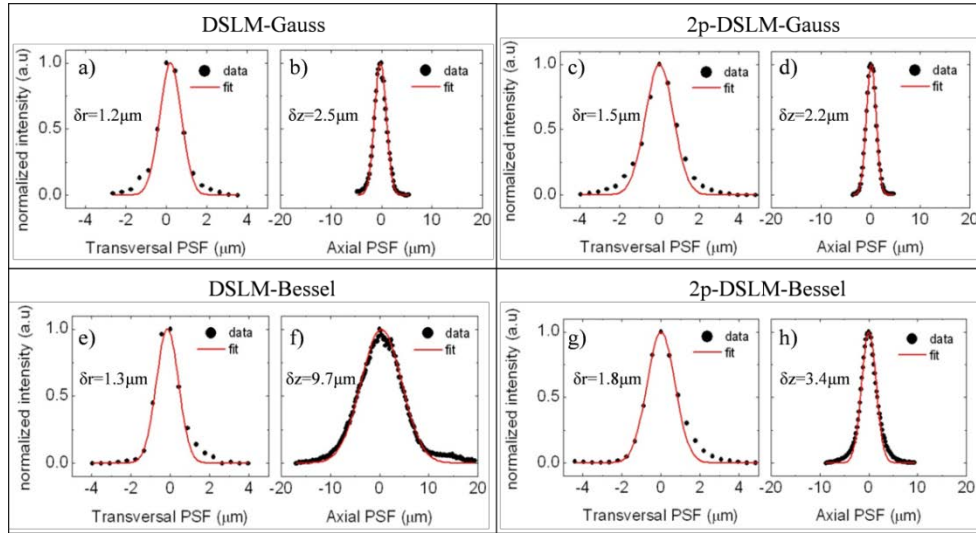 DSLM-Gauss
normalized intensity (a.u)
1.0
0.5
0.0
a)
data
fit
δr=1.2μm
-4 -2 0 2 4
Transversal PSF (μm)
b)
data
fit
δz=2.5μm
-20 -10 0 10 20
Axial PSF (μm)
2p-DSLM-Gauss
normalized intensity (a.u)
1.0
0.5
0.0
c)
data
fit
δr=1.5μm
-4 -2 0 2 4
Transversal PSF (μm)
d)
data
fit
δz=2.2μm
-20 -10 0 10 20
Axial PSF (μm)
DSLM-Bessel
normalized intensity (a.u)
1.0
0.5
0.0
e)
data
fit
δr=1.3μm
-4 -2 0 2 4
Transversal PSF (μm)
f)
data
fit
δz=9.7μm
-20 -10 0 10 20
Axial PSF (μm)
2p-DSLM-Bessel
normalized intensity (a.u)
1.0
0.5
0.0
g)
data
fit
δr=1.8μm
-4 -2 0 2 4
Transversal PSF (μm)
h)
data
fit
δz=3.4μm
-20 -10 0 10 20
Axial PSF (μm)